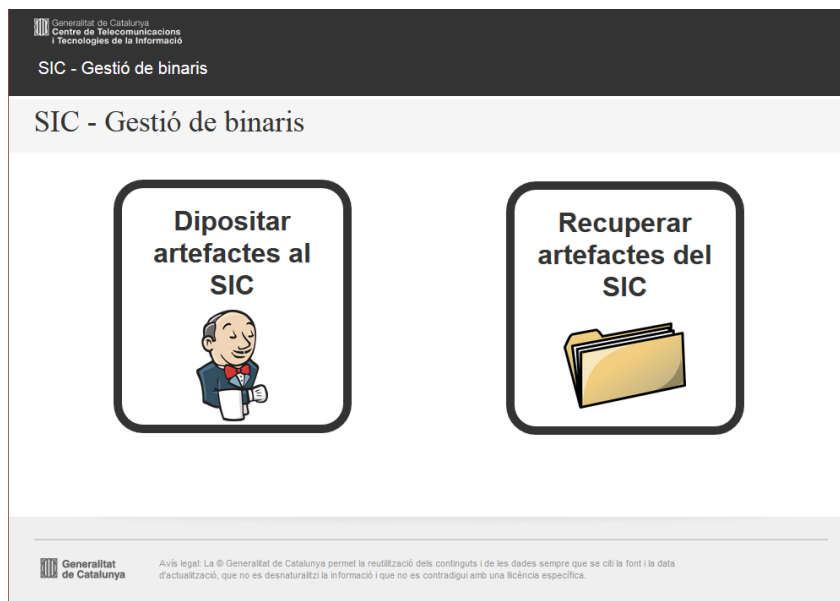 Generalitat de Catalunya
Centre de Telecomunicacions
i Tecnologies de la Informació
SIC - Gestió de binaris
SIC - Gestió de binaris
Dipositar
artefactes al
SIC
Recuperar
artefactes del
SIC
Generalitat
de Catalunya
Avís legal: La © Generalitat de Catalunya permet la reutilització dels continguts i de les dades sempre que se citi la font i la data
d'actualització, que no es desnaturalitzi la informació i que no es contradigui amb una llicència específica.